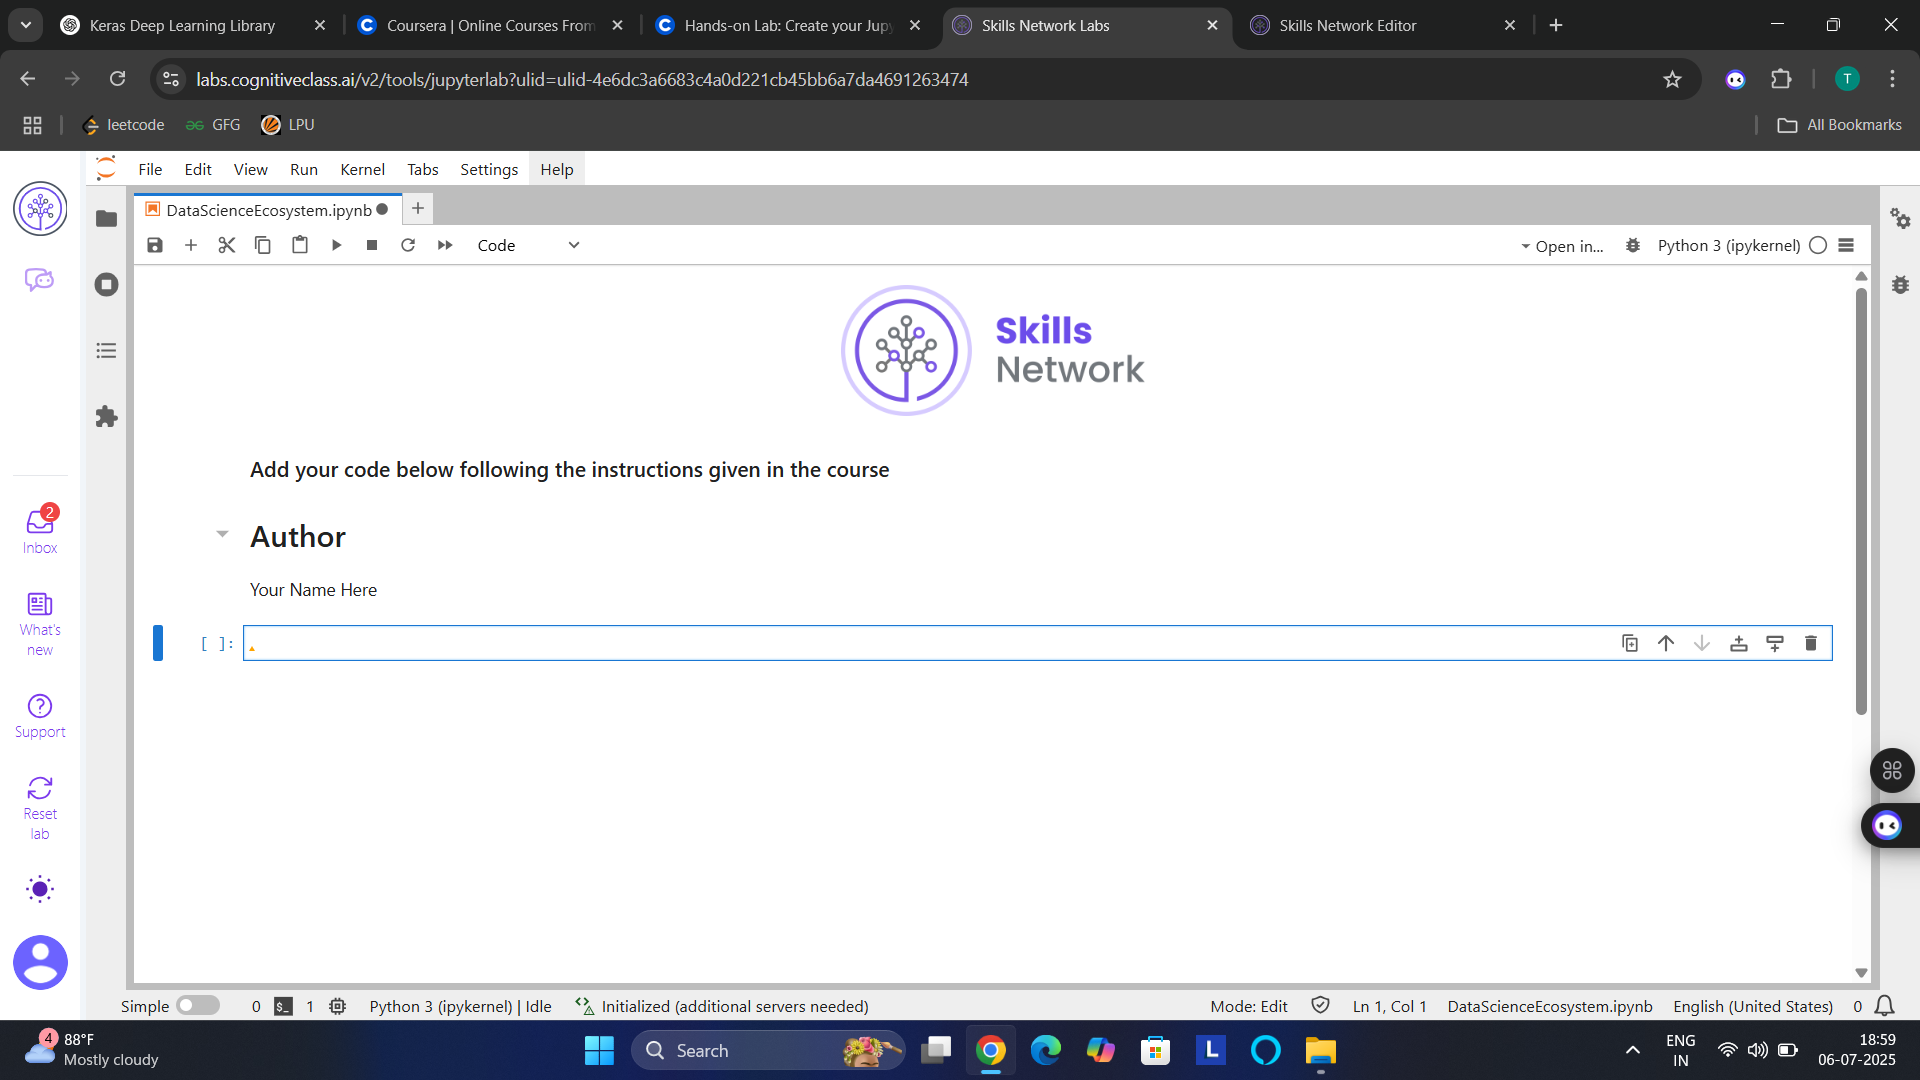 Keras Deep Learning Library
Coursera | Online Courses From
Hands-on Lab: Create your Jupy
Skills Network Labs
Skills Network Editor
labs.cognitiveclass.ai/v2/tools/jupyterlab?ulid=ulid-4e6dc3a6683c4a0d221cb45bb6a7da4691263474
T
leetcode
GFG
LPU
All Bookmarks
File Edit View Run Kernel Tabs Settings Help
DataScienceEcosystem.ipynb
Code
Open in...
Python 3 (ipykernel)
Skills
Network
Add your code below following the instructions given in the course
Author
Your Name Here
[ ]:
2
Inbox
What's
new
Support
Reset
lab
Simple 0 $_ 1 Python 3 (ipykernel) | Idle Initialized (additional servers needed) Mode: Edit Ln 1, Col 1 DataScienceEcosystem.ipynb English (United States) 0
4
88°F
Mostly cloudy
Search
L
ENG
IN
18:59
06-07-2025